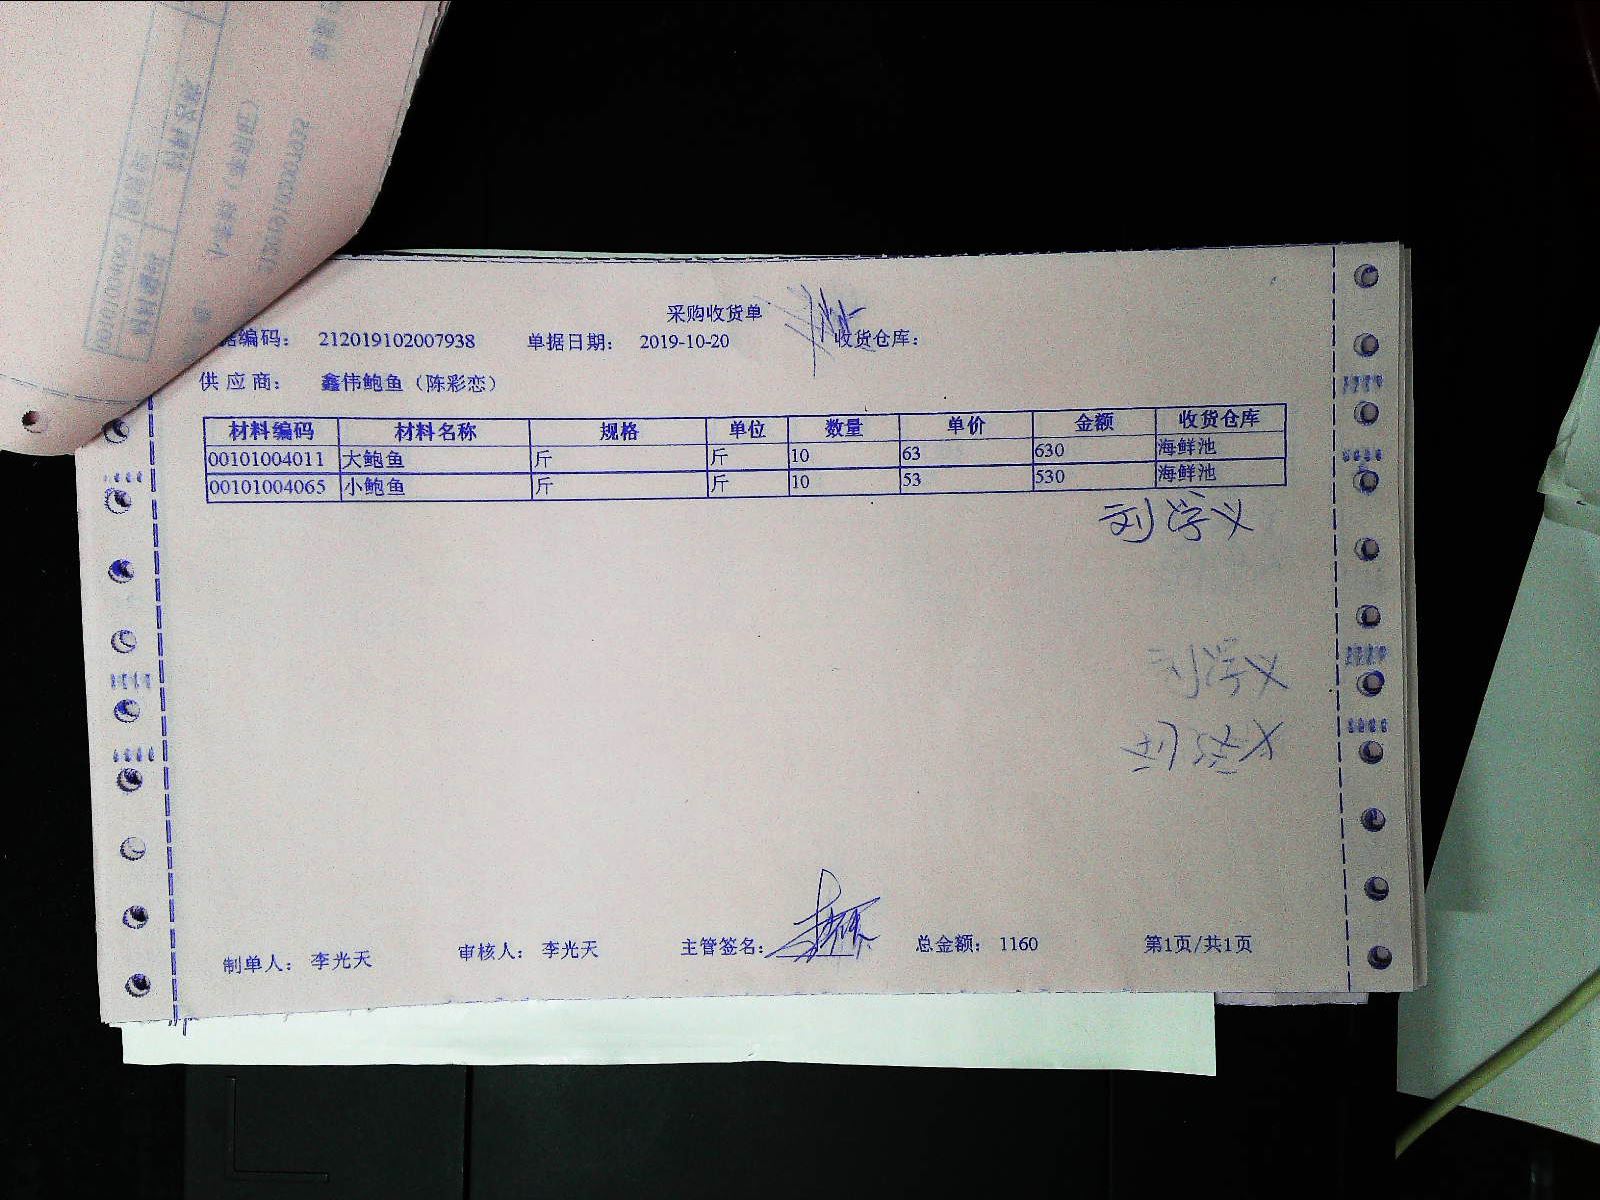 采购收货单
据编码： 212019102007938 单据日期： 2019-10-20 收货仓库：
供应商： 鑫伟鲍鱼（陈彩恋）
材料编码 材料名称 规格 单位 数量 单价 金额 收货仓库
00101004011 大鲍鱼 斤 斤 10 63 630 海鲜池
00101004065 小鲍鱼 斤 斤 10 53 530 海鲜池
刘学义
刘学义
制单人： 李光天 审核人： 李光天 主管签名： 总金额： 1160 第1页/共1页